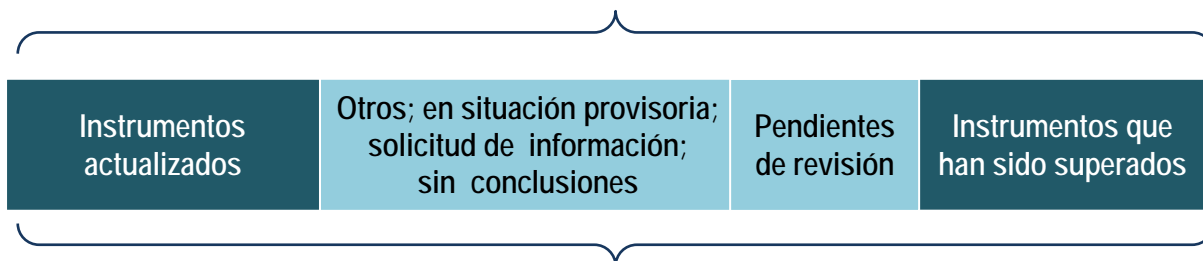 Instrumentos
actualizados
Otros; en situación provisoria;
solicitud de información;
sin conclusiones
Pendientes
de revisión
Instrumentos que
han sido superados